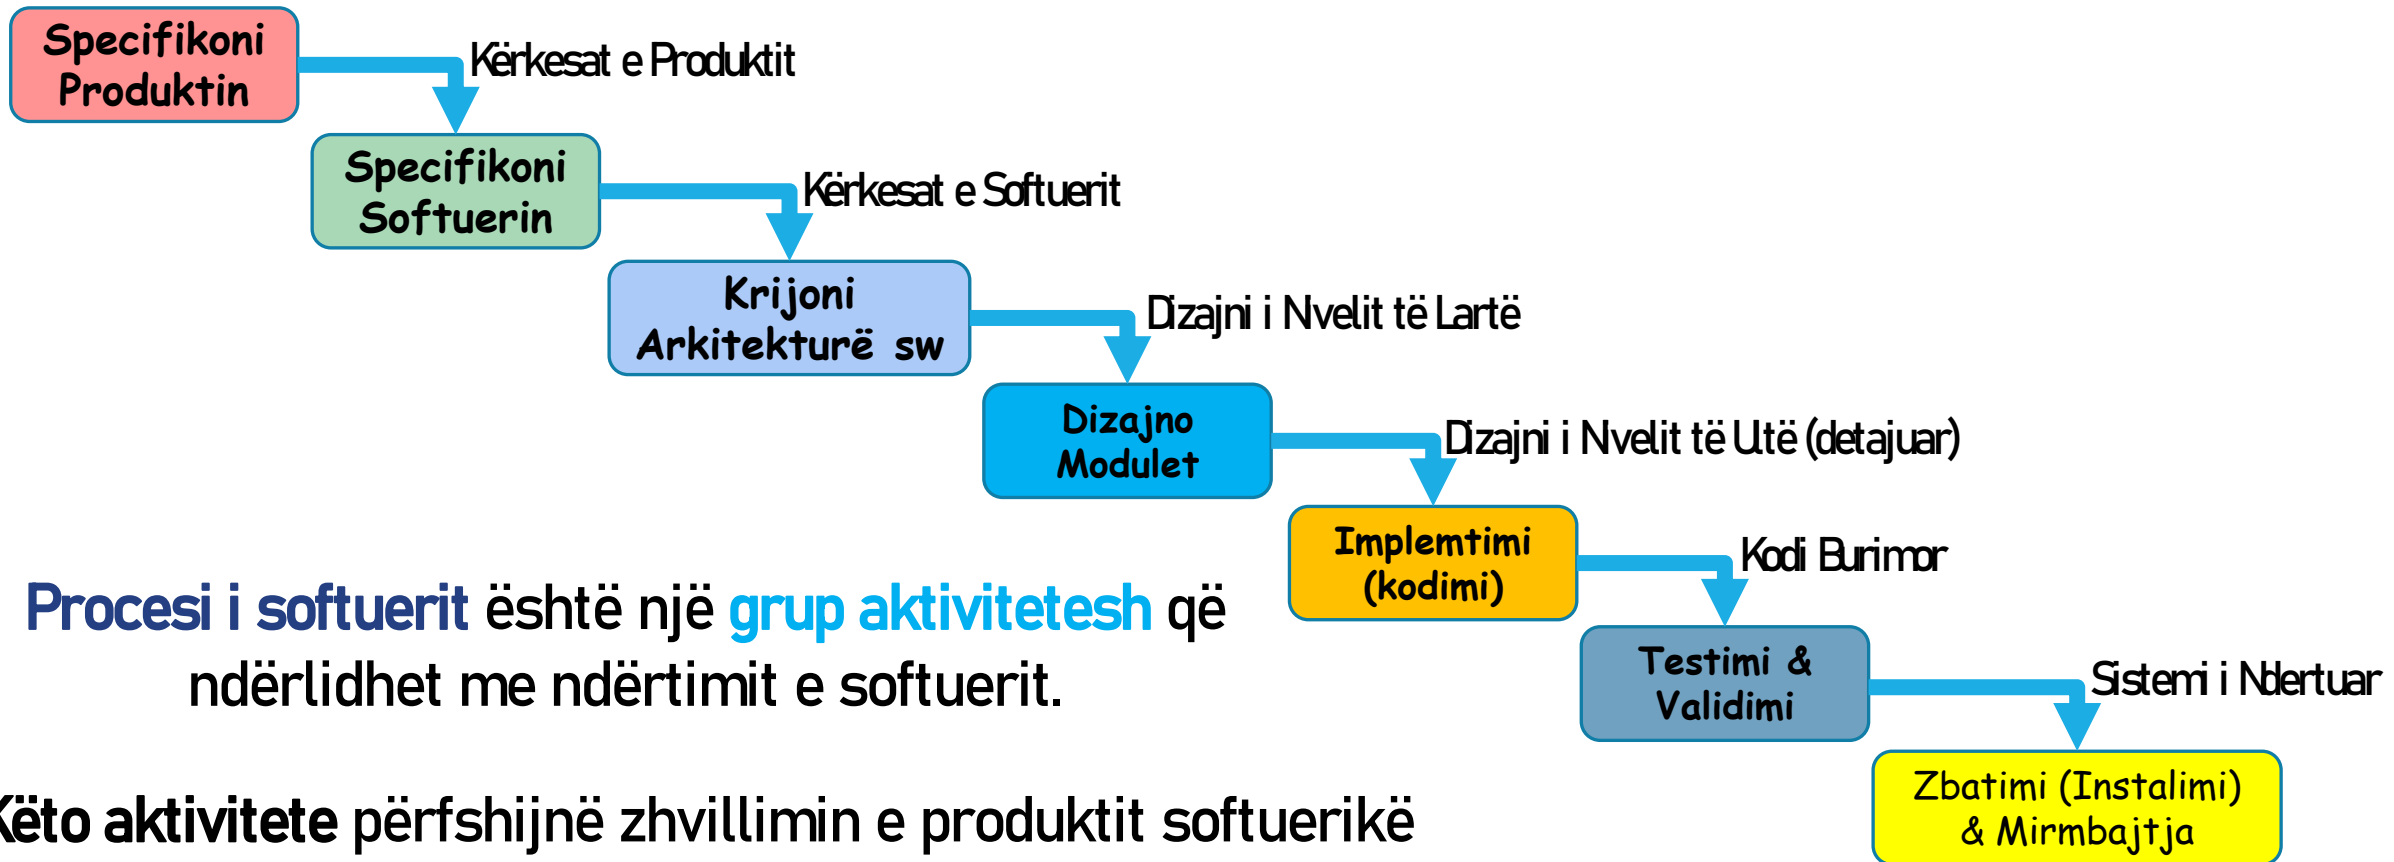 Specifikoni
Produktin
Kërkesat e Produktit
Specifikoni
Softuerin
Kërkesat e Softuerit
Krijoni
Arkitekturë sw
Dizajni i Nvelit të Lartë
Dizajno
Modulet
Dizajni i Nvelit të Ultë (detajuar)
Implemtimi
(kodimi)
Kodi Burimor
Testimi &
Validimi
Sistemi i Ndertuar
Zbatimi (Instalimi)
& Mirmbajtja
Procesi i softuerit është një grup aktivitetesh që
ndërlidhet me ndërtimit e softuerit.
Këto aktivitete përfshijnë zhvillimin e produktit softuerikë